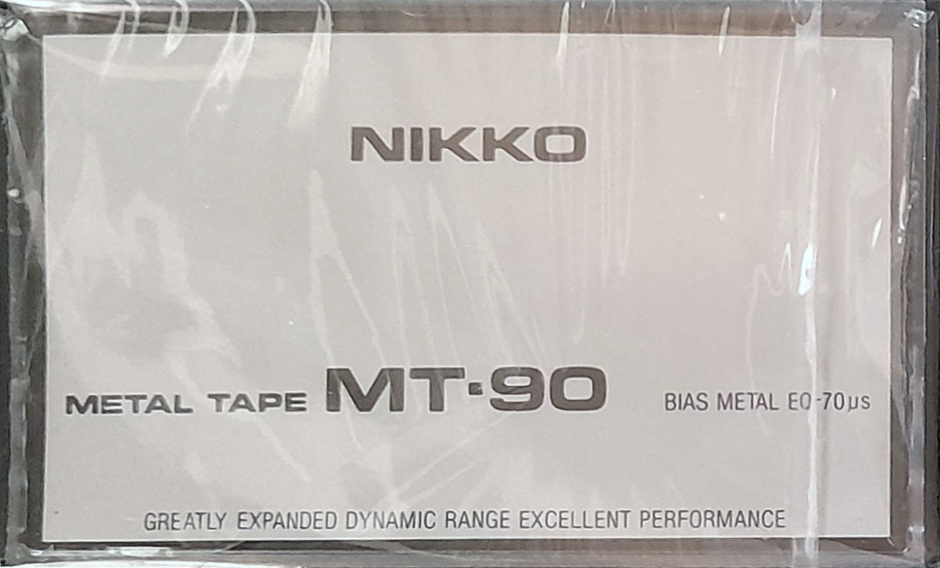 NIKKO
METAL TAPE MT·90 BIAS METAL EQ-70µs
GREATLY EXPANDED DYNAMIC RANGE EXCELLENT PERFORMANCE